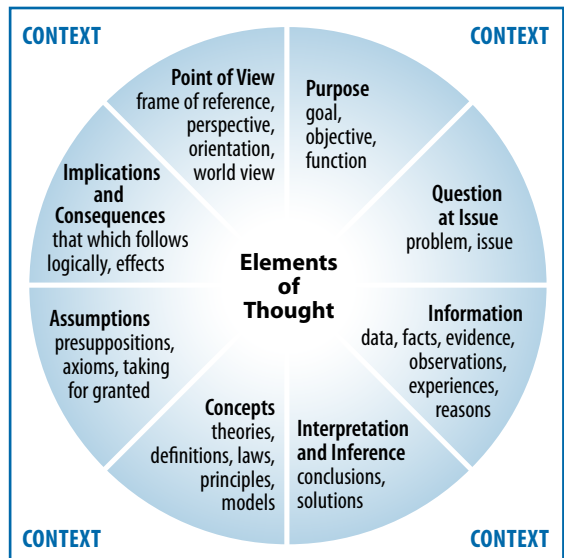 CONTEXT
CONTEXT
Point of View
frame of reference,
perspective,
orientation,
world view
Purpose
goal,
objective,
function
Implications
and
Consequences
that which follows
logically, effects
Question
at Issue
problem, issue
Elements
of
Thought
Assumptions
presuppositions,
axioms, taking
for granted
Information
data, facts, evidence,
observations,
experiences,
reasons
Concepts
theories,
definitions, laws,
principles,
models
Interpretation
and Inference
conclusions,
solutions
CONTEXT
CONTEXT